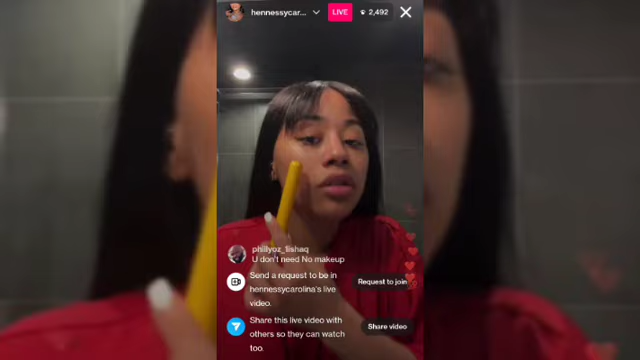 hennessycar...
LIVE
2,492
phillyoz_1ishaq
U don't need No makeup
Send a request to be in
hennessycarolina's live
video.
Request to join
Share this live video with
others so they can watch
too.
Share video